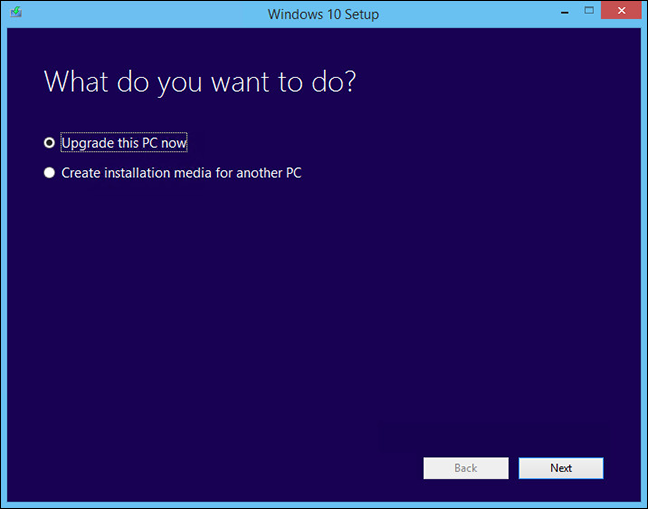 Windows 10 Setup
What do you want to do?
Upgrade this PC now
Create installation media for another PC
Back
Next